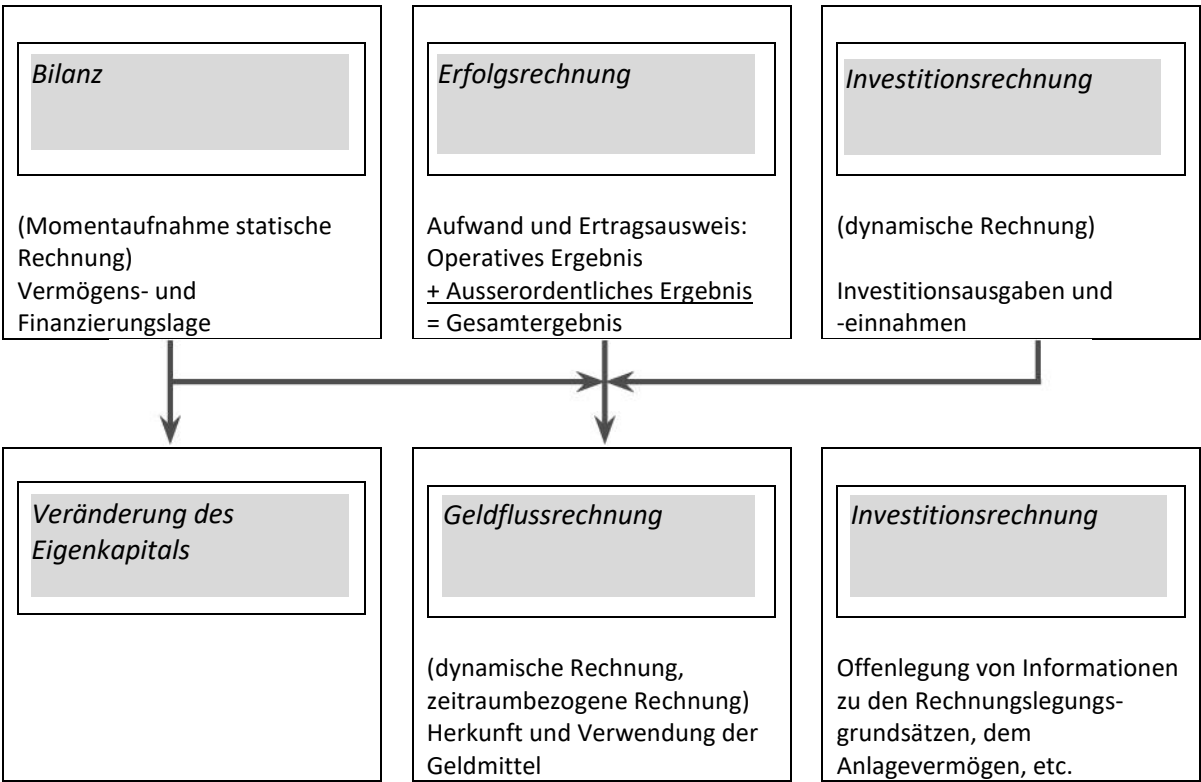 Bilanz
(Momentaufnahme statische
Rechnung)
Vermögens- und
Finanzierungslage
Erfolgsrechnung
Aufwand und Ertragsausweis:
Operatives Ergebnis
+ Ausserordentliches Ergebnis
= Gesamtergebnis
Investitionsrechnung
(dynamische Rechnung)
Investitionsausgaben und
-einnahmen
Veränderung des
Eigenkapitals
Geldflussrechnung
(dynamische Rechnung,
zeitraumbezogene Rechnung)
Herkunft und Verwendung der
Geldmittel
Investitionsrechnung
Offenlegung von Informationen
zu den Rechnungslegungs-
grundsätzen, dem
Anlagevermögen, etc.